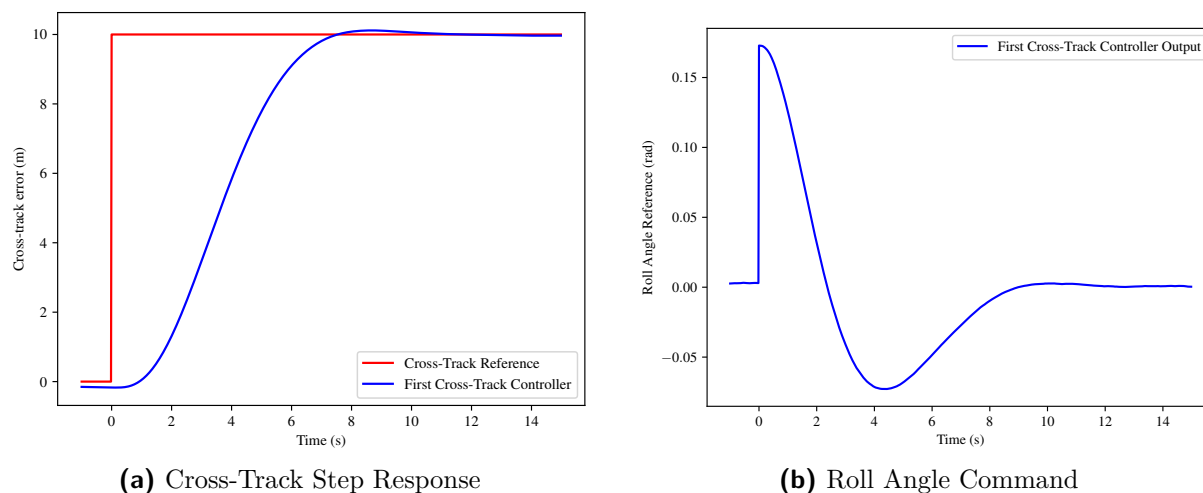 10
8
6
4
2
0
Cross-track error (m)
Cross-Track Reference
First Cross-Track Controller
0 2 4 6 8 10 12 14
Time (s)
(a) Cross-Track Step Response
First Cross-Track Controller Output
0.15
0.10
0.05
0.00
−0.05
Roll Angle Reference (rad)
0 2 4 6 8 10 12 14
Time (s)
(b) Roll Angle Command